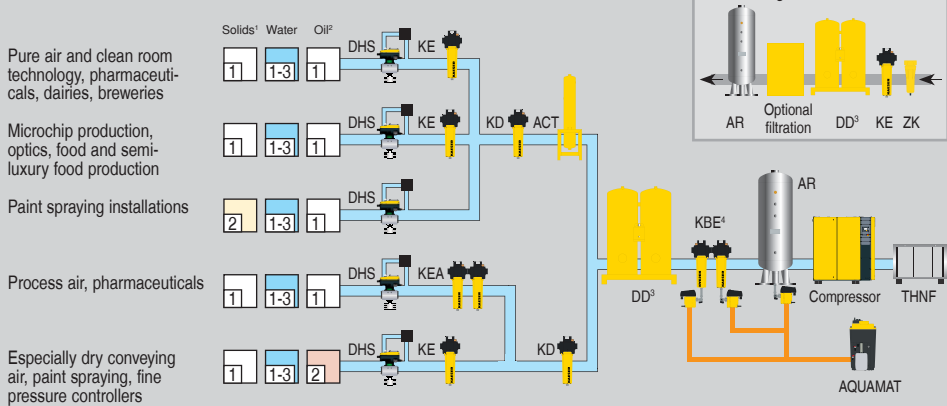 Solids¹ Water Oil²
Pure air and clean room
technology, pharmaceuti-
cals, dairies, breweries
1 1-3 1
DHS KE
Microchip production,
optics, food and semi-
luxury food production
1 1-3 1
DHS KE KD ACT
Paint spraying installations
2 1-3 1
DHS
Process air, pharmaceuticals
1 1-3 1
DHS KEA
Especially dry conveying
air, paint spraying, fine
pressure controllers
1 1-3 2
DHS KE KD
DD³ KBE⁴ AR Compressor THNF
AQUAMAT
AR Optional
filtration
DD³ KE ZK